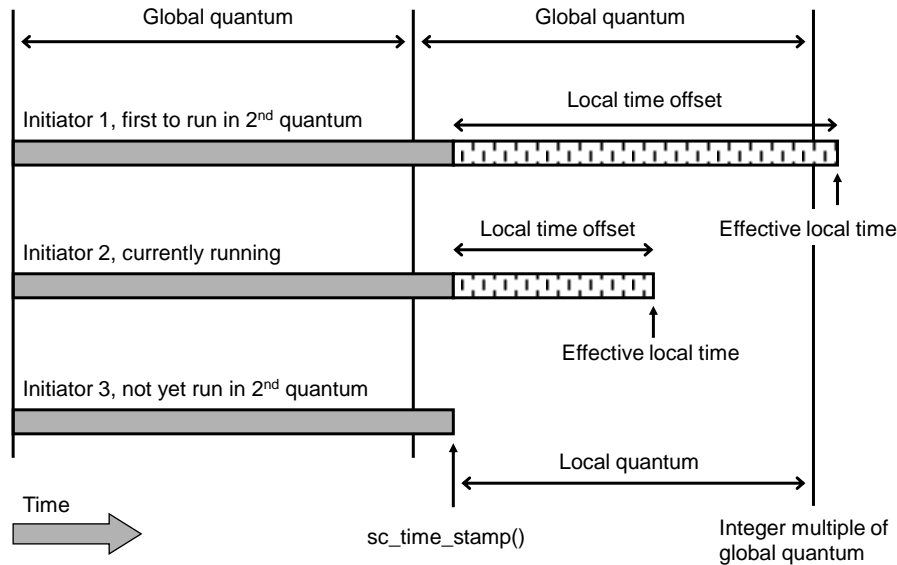 Global quantum
Global quantum
Local time offset
Initiator 1, first to run in 2nd quantum
Effective local time
Local time offset
Initiator 2, currently running
Effective local time
Initiator 3, not yet run in 2nd quantum
Local quantum
Time
sc_time_stamp()
Integer multiple of
global quantum